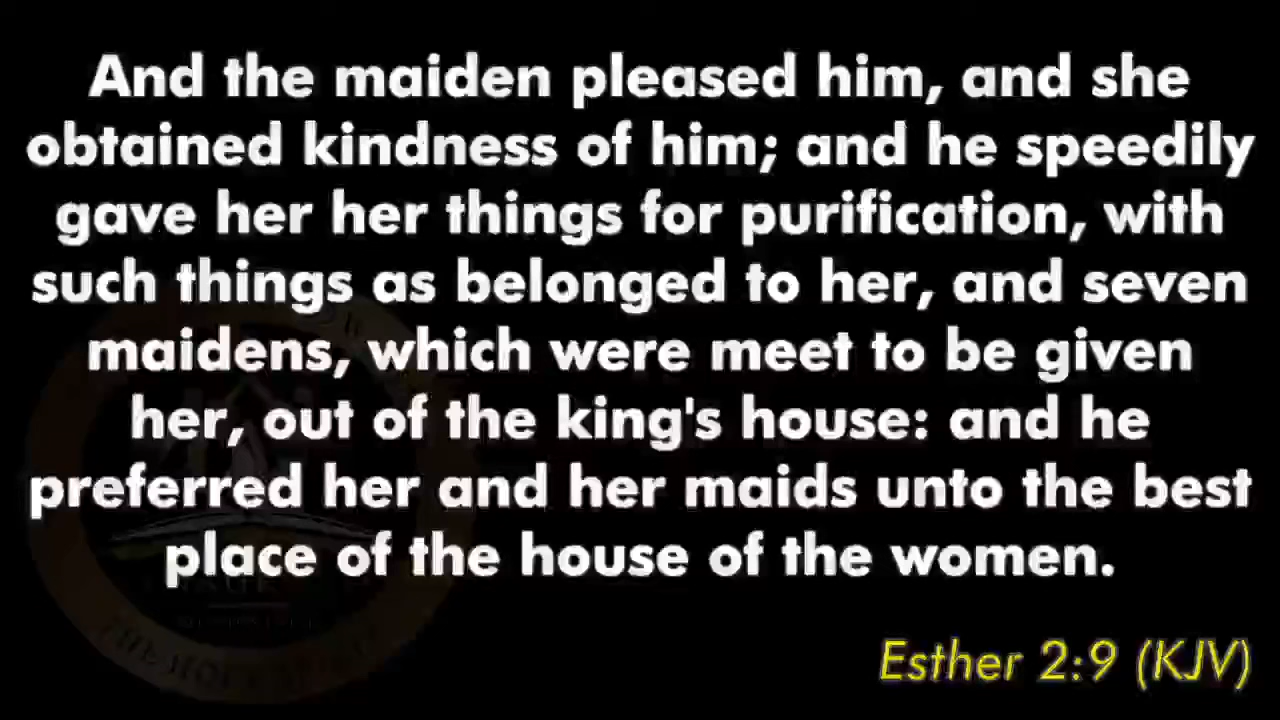 And the maiden pleased him, and she
obtained kindness of him; and he speedily
gave her her things for purification, with
such things as belonged to her, and seven
maidens, which were meet to be given
her, out of the king's house: and he
preferred her and her maids unto the best
place of the house of the women.
Esther 2:9 (KJV)